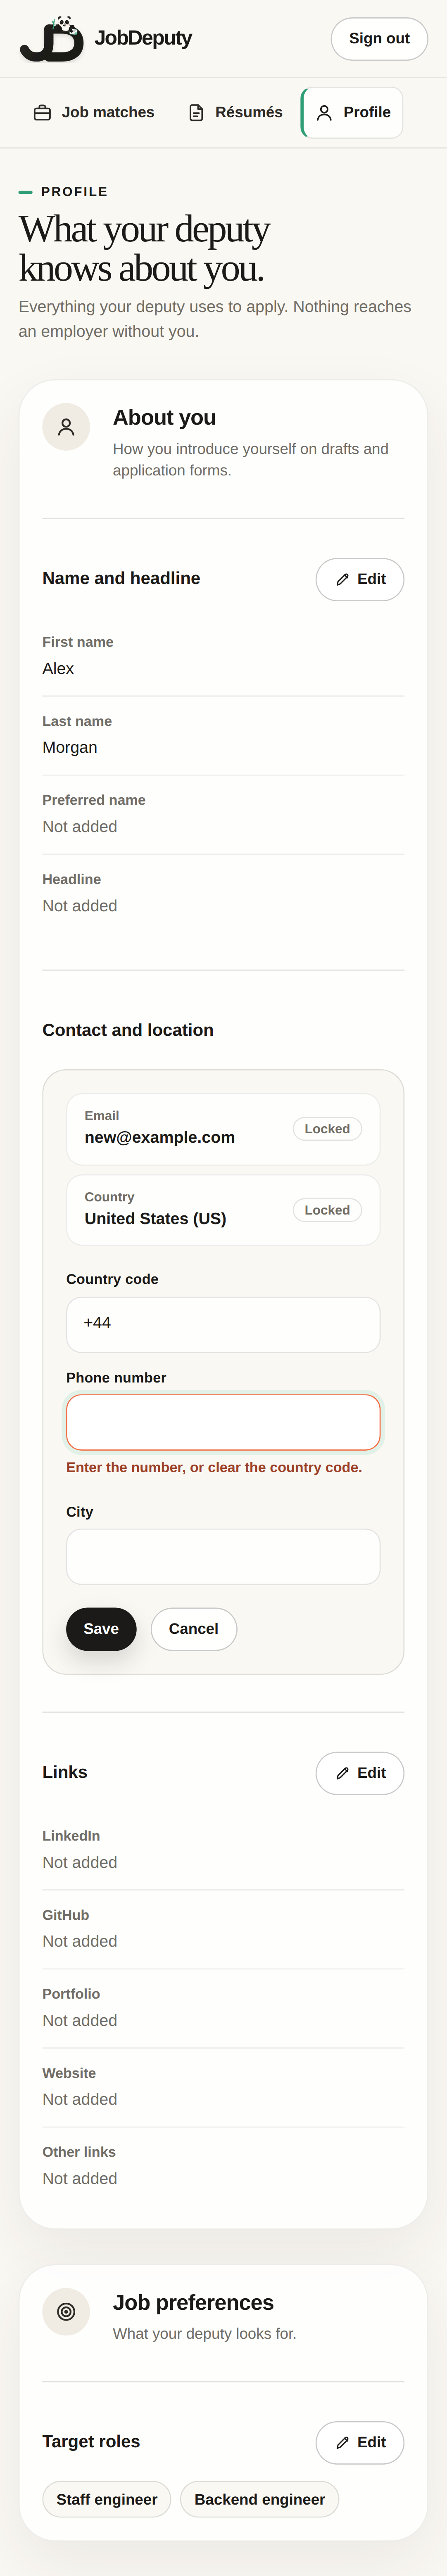 JobDeputy
Sign out
Job matches
Résumés
Profile
PROFILE
What your deputy
knows about you.
Everything your deputy uses to apply. Nothing reaches
an employer without you.
About you
How you introduce yourself on drafts and
application forms.
Name and headline
Edit
First name
Alex
Last name
Morgan
Preferred name
Not added
Headline
Not added
Contact and location
Email
new@example.com
Locked
Country
United States (US)
Locked
Country code
+44
Phone number
Enter the number, or clear the country code.
City
Save
Cancel
Links
Edit
LinkedIn
Not added
GitHub
Not added
Portfolio
Not added
Website
Not added
Other links
Not added
Job preferences
What your deputy looks for.
Target roles
Edit
Staff engineer
Backend engineer